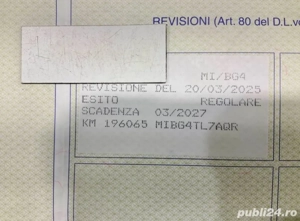 REVISIONI (Art. 80 del D.L.v
MI/BG4
REVISIONE DEL 20/03/2025
ESITO REGOLARE
SCADENZA 03/2027
KM 196065 MIBG4TL7AQR
publi24.ro